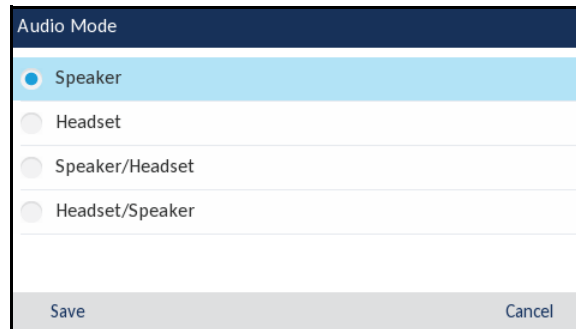 Audio Mode
Speaker
Headset
Speaker/Headset
Headset/Speaker
Save Cancel